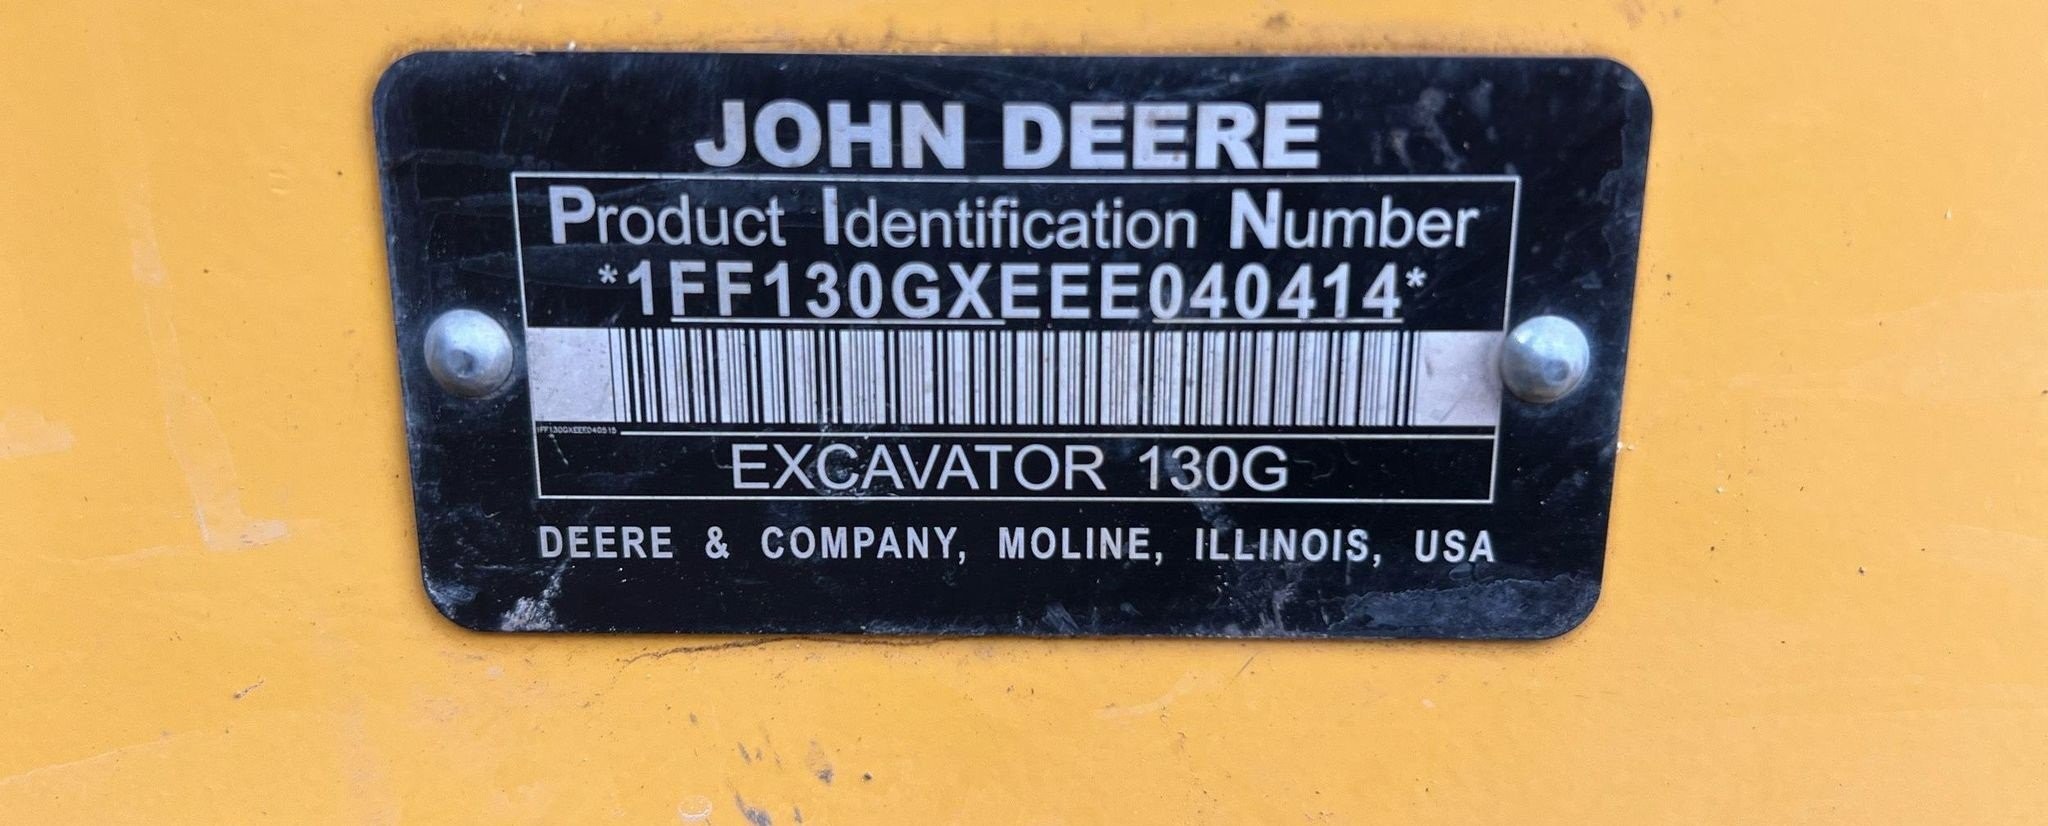 JOHN DEERE
Product Identification Number
*1FF130GXEEE040414*
EXCAVATOR 130G
DEERE & COMPANY, MOLINE, ILLINOIS, USA